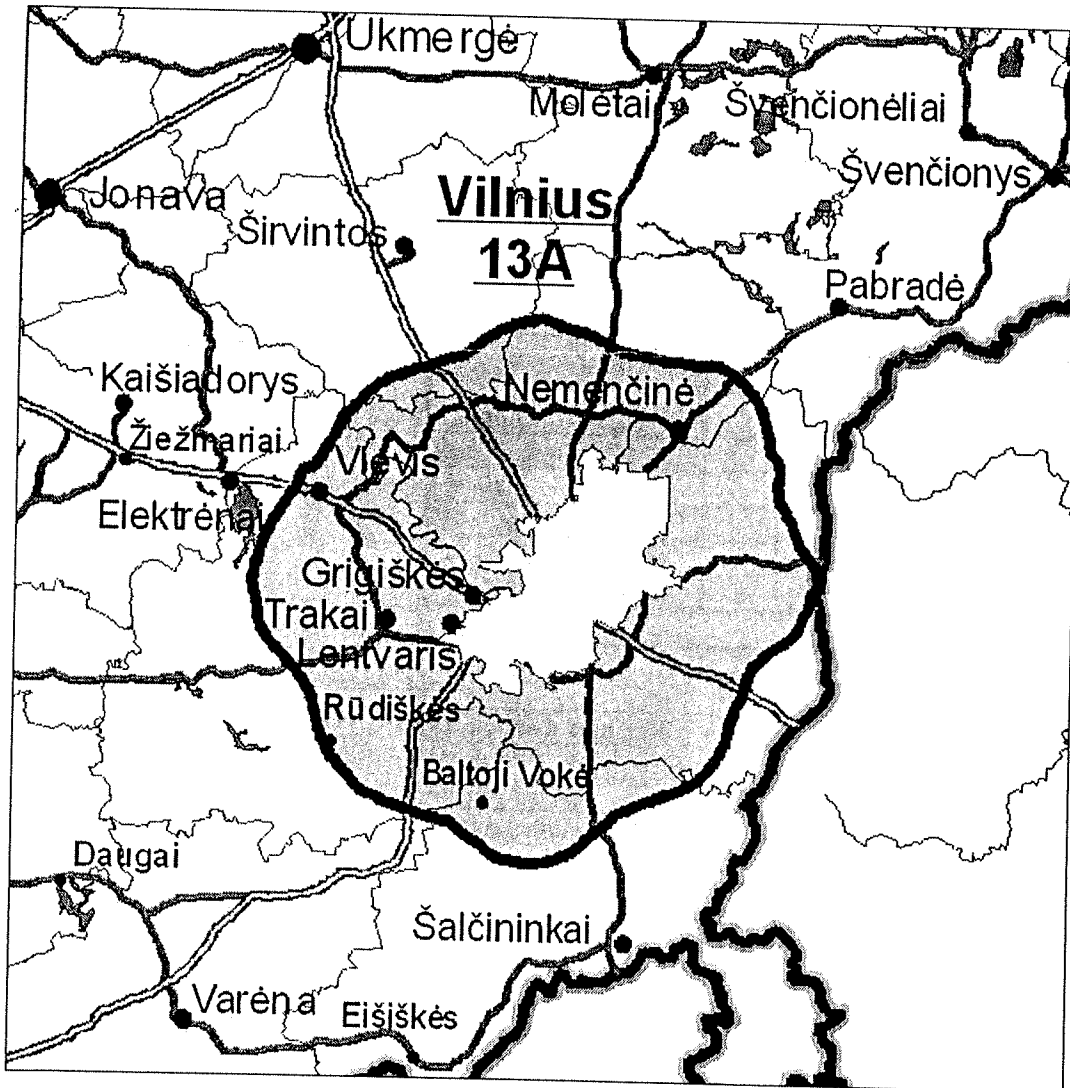 Ukmergė
Molėtai
Švenčionėliai
Švenčionys
Jonava
Vilnius
13A
Širvintos
Pabradė
Kaišiadorys
Nemenčinė
Žiežmariai
Vievis
Elektrėnai
Grigiškės
Trakai
Lentvaris
Rūdiškės
Baltoji Vokė
Daugai
Šalčininkai
Varėna
Eišiškės